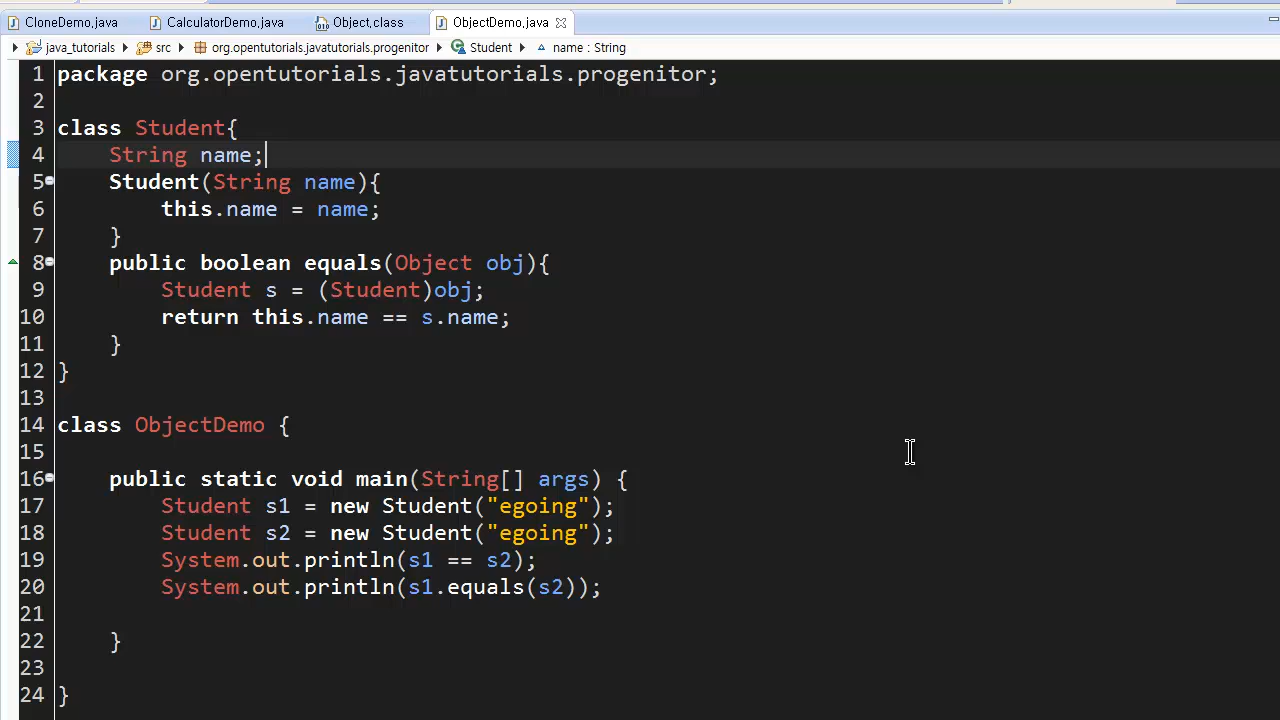 CloneDemo.java CalculatorDemo.java Object.class ObjectDemo.java
java_tutorials src org.opentutorials.javatutorials.progenitor Student name : String
1 package org.opentutorials.javatutorials.progenitor;
2
3 class Student{
4     String name;
5     Student(String name){
6         this.name = name;
7     }
8     public boolean equals(Object obj){
9         Student s = (Student)obj;
10         return this.name == s.name;
11     }
12 }
13
14 class ObjectDemo {
15
16     public static void main(String[] args) {
17         Student s1 = new Student("egoing");
18         Student s2 = new Student("egoing");
19         System.out.println(s1 == s2);
20         System.out.println(s1.equals(s2));
21
22     }
23
24 }